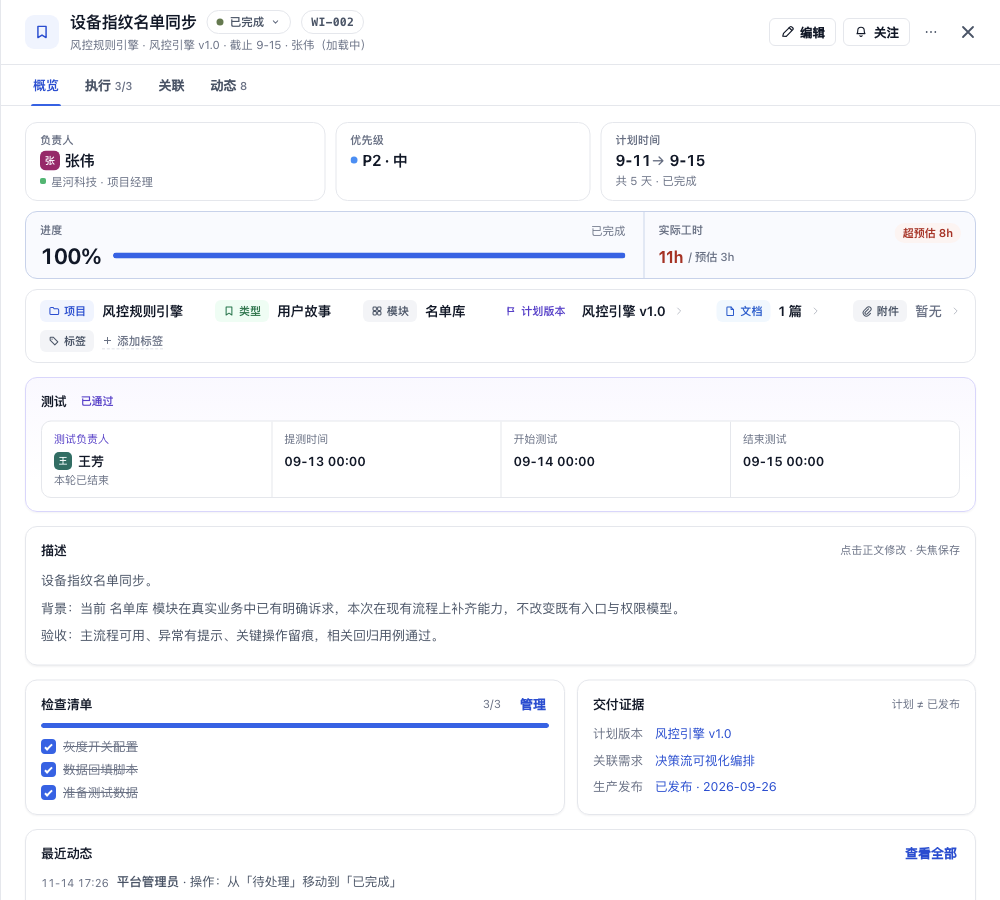 设备指纹名单同步 已完成 WI-002
风控规则引擎 · 风控引擎 v1.0 · 截止 9-15 · 张伟（加载中）
编辑 关注 ···
概览 执行 3/3 关联 动态 8
负责人 优先级 计划时间
张 张伟 P2 · 中 9-11→ 9-15
星河科技 · 项目经理 共 5 天 · 已完成
进度 已完成 实际工时 超预估 8h
100% 11h / 预估 3h
项目 风控规则引擎 类型 用户故事 模块 名单库 计划版本 风控引擎 v1.0 文档 1 篇 附件 暂无
标签 + 添加标签
测试 已通过
测试负责人 提测时间 开始测试 结束测试
王 王芳 09-13 00:00 09-14 00:00 09-15 00:00
本轮已结束
描述 点击正文修改 · 失焦保存
设备指纹名单同步。
背景：当前 名单库 模块在真实业务中已有明确诉求，本次在现有流程上补齐能力，不改变既有入口与权限模型。
验收：主流程可用、异常有提示、关键操作留痕，相关回归用例通过。
检查清单 3/3 管理 交付证据 计划 ≠ 已发布
计划版本 风控引擎 v1.0
灰度开关配置
数据回填脚本 关联需求 决策流可视化编排
准备测试数据 生产发布 已发布 · 2026-09-26
最近动态 查看全部
11-14 17:26 平台管理员 · 操作：从「待处理」移动到「已完成」